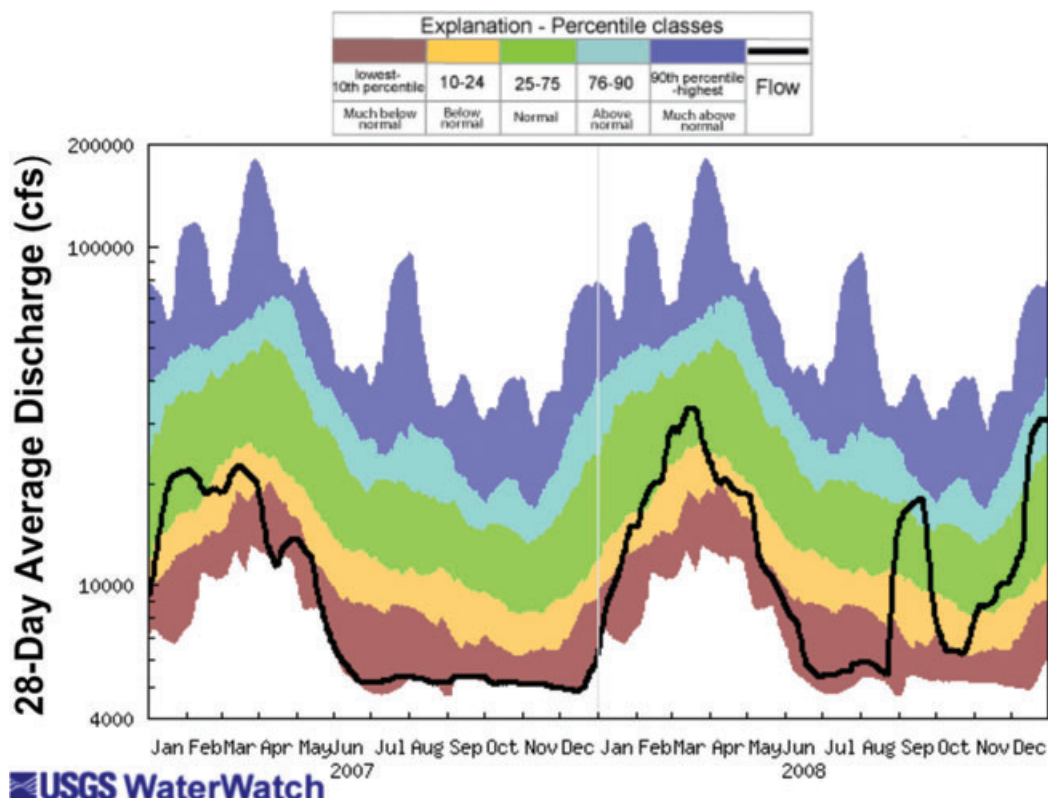 Explanation - Percentile classes
lowest-
10th percentile
10-24
25-75
76-90
90th percentile
-highest
Flow
Much below
normal
Below
normal
Normal
Above
normal
Much above
normal
28-Day Average Discharge (cfs)
200000
100000
10000
4000
Jan Feb Mar Apr May Jun Jul Aug Sep Oct Nov Dec Jan Feb Mar Apr May Jun Jul Aug Sep Oct Nov Dec
2007 2008
USGS WaterWatch